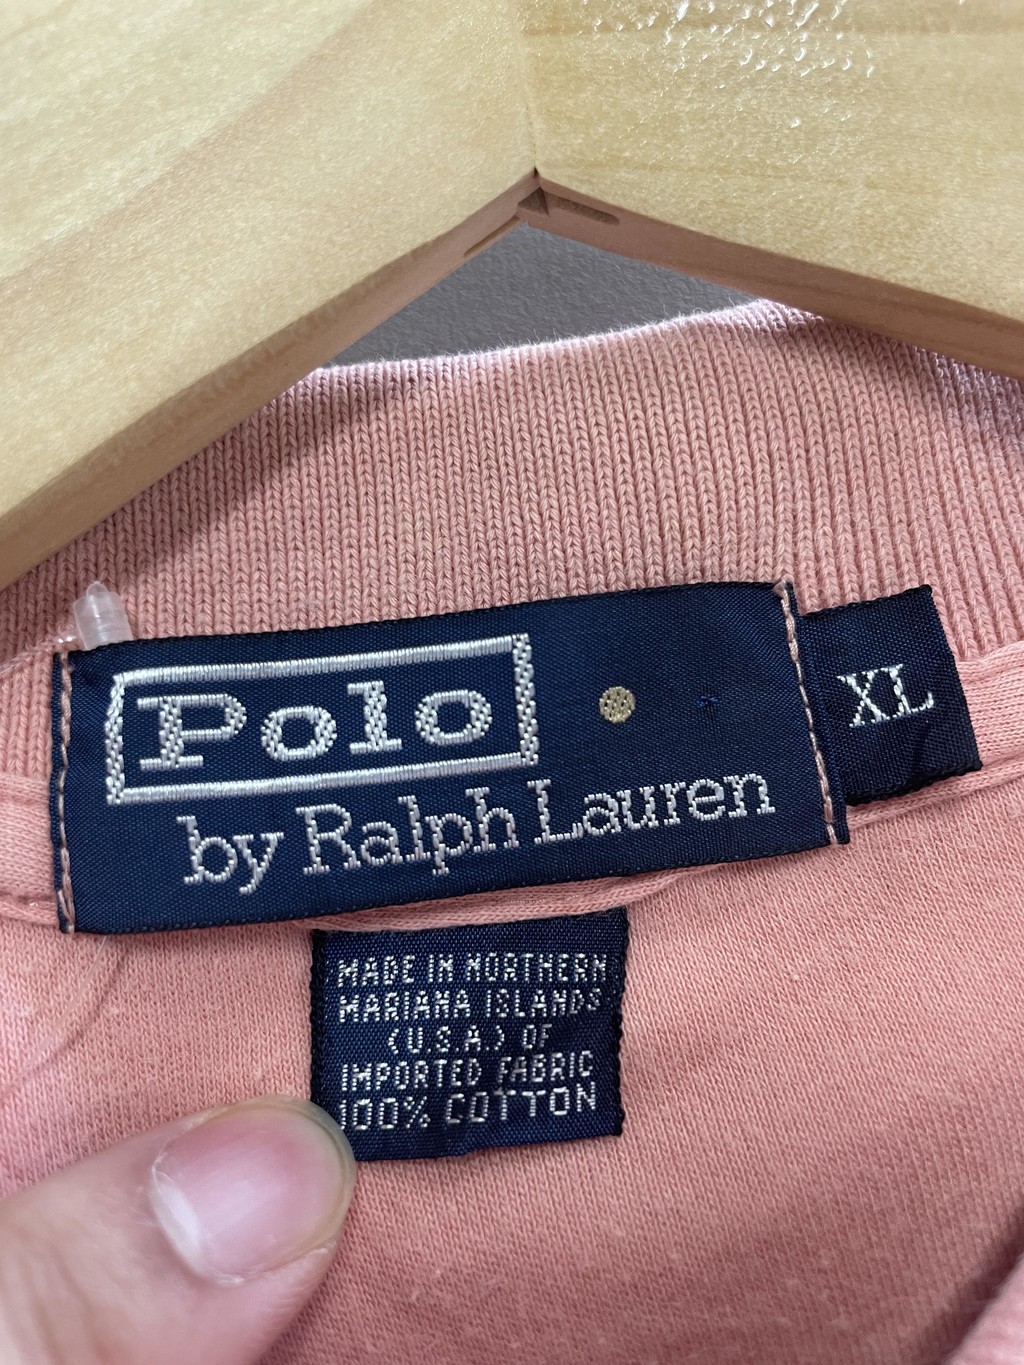 Polo
by Ralph Lauren
XL
MADE IN NORTHERN
MARIANA ISLANDS
(U.S.A.) OF
IMPORTED FABRIC
100% COTTON